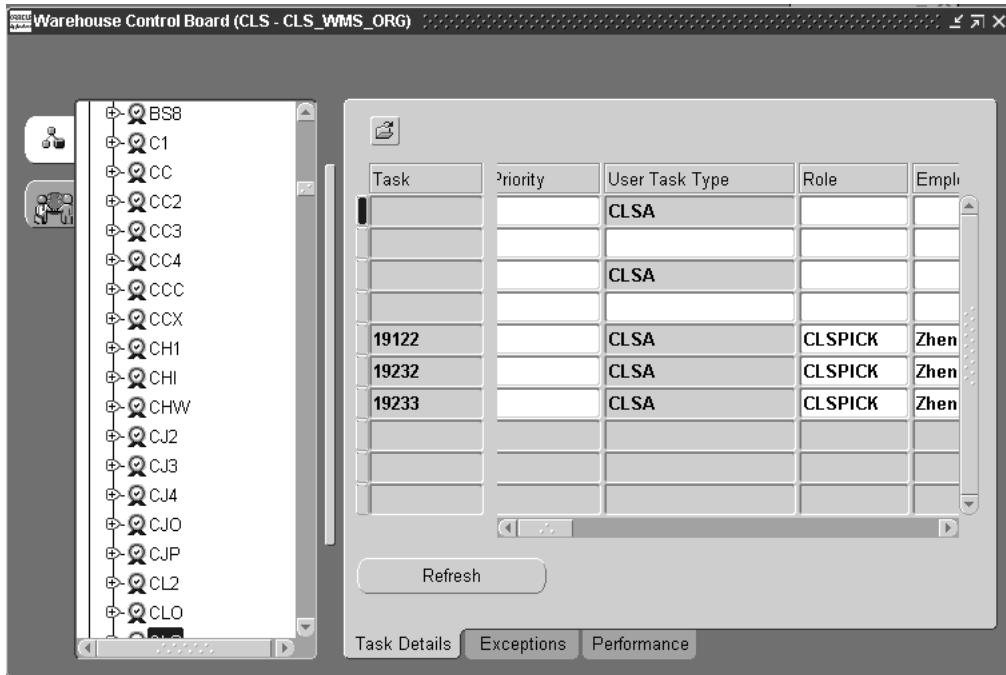 Warehouse Control Board (CLS - CLS_WMS_ORG)
BS8
C1
CC
CC2
CC3
CC4
CCC
CCX
CH1
CHI
CHW
CJ2
CJ3
CJ4
CJO
CJP
CL2
CLO
Task Priority User Task Type Role Empl
CLSA
CLSA
19122 CLSA CLSPICK Zhen
19232 CLSA CLSPICK Zhen
19233 CLSA CLSPICK Zhen
Refresh
Task Details Exceptions Performance